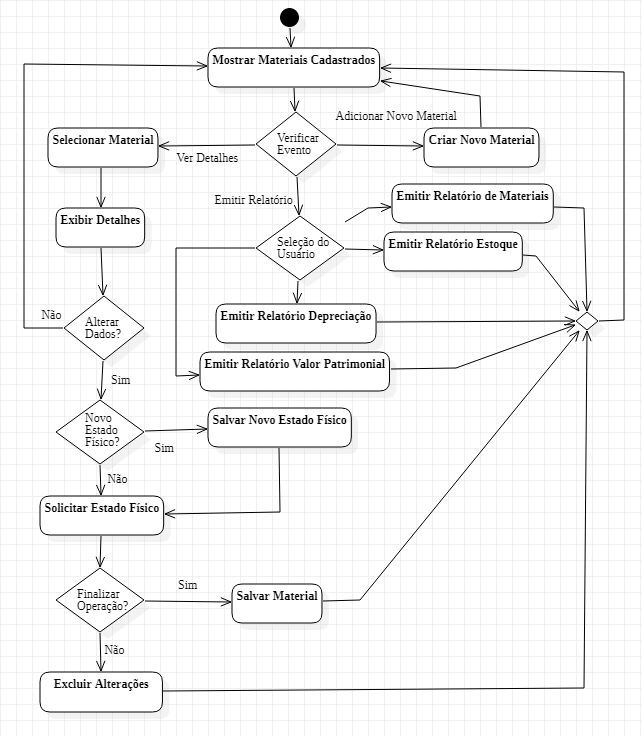 Mostrar Materiais Cadastrados
Adicionar Novo Material
Selecionar Material
Verificar
Evento
Criar Novo Material
Ver Detalhes
Emitir Relatório
Emitir Relatório de Materiais
Exibir Detalhes
Seleção do
Usuário
Emitir Relatório Estoque
Não
Alterar
Dados?
Emitir Relatório Depreciação
Emitir Relatório Valor Patrimonial
Sim
Novo
Estado
Físico?
Salvar Novo Estado Físico
Sim
Não
Solicitar Estado Físico
Sim
Finalizar
Operação?
Salvar Material
Não
Excluir Alterações